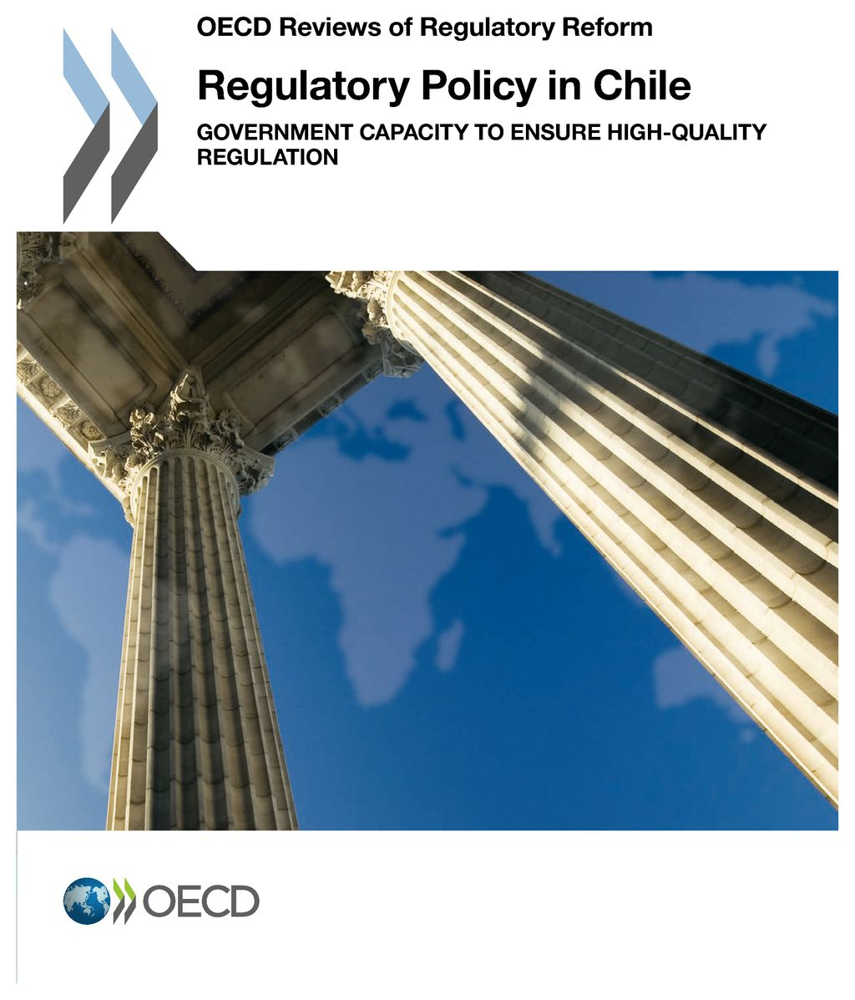 OECD Reviews of Regulatory Reform
Regulatory Policy in Chile
GOVERNMENT CAPACITY TO ENSURE HIGH-QUALITY
REGULATION
OECD